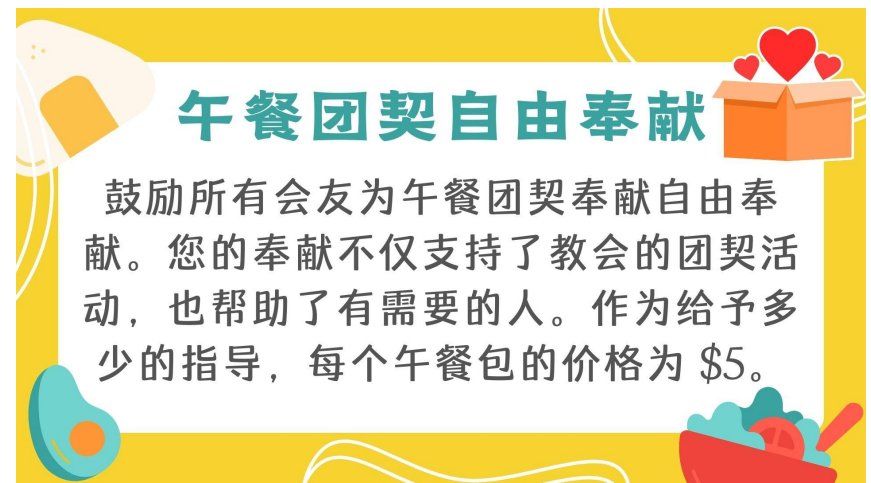 午餐团契自由奉献
鼓励所有会友为午餐团契奉献自由奉
献。您的奉献不仅支持了教会的团契活
动，也帮助了有需要的人。作为给予多
少的指导，每个午餐包的价格为 $5。